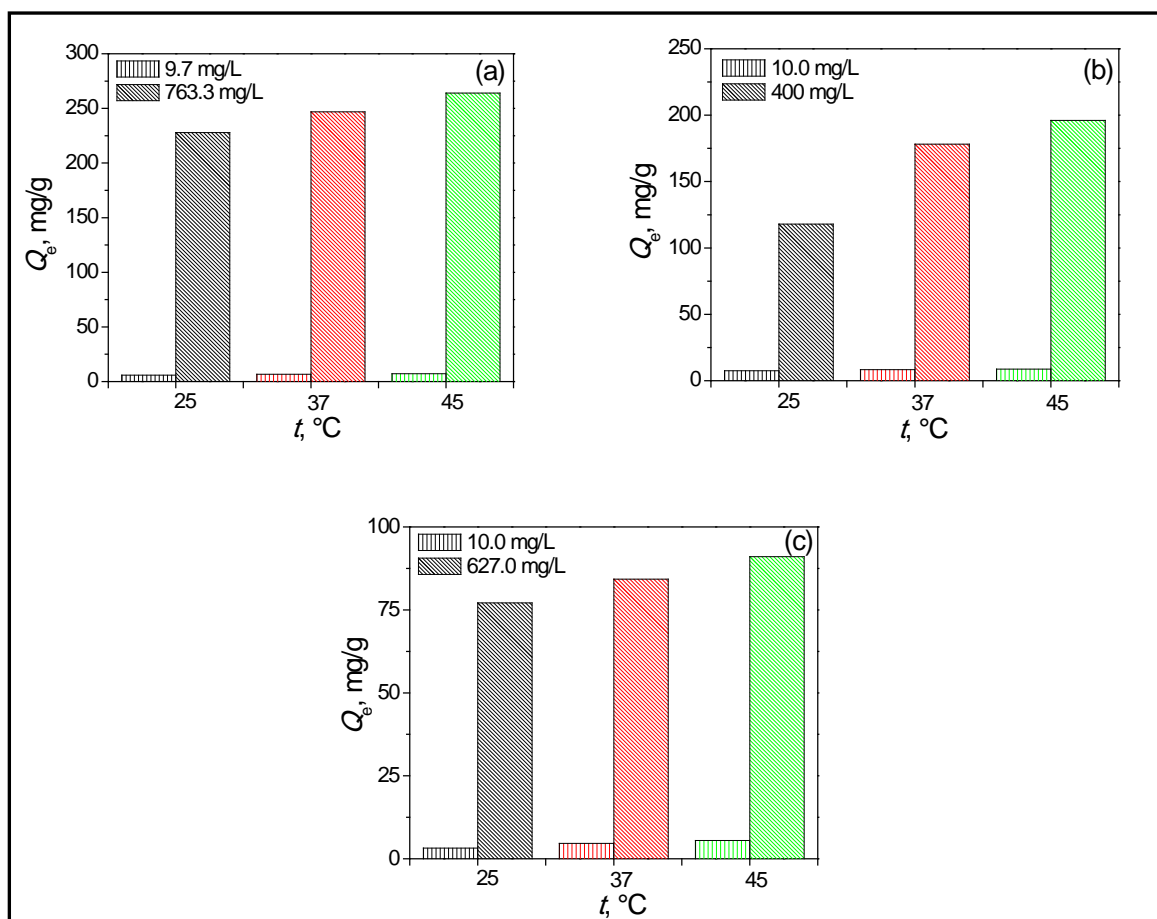 (a)
9.7 mg/L
763.3 mg/L
300
250
200
150
100
50
0
Qe, mg/g
25 37 45
t, °C
(b)
10.0 mg/L
400 mg/L
250
200
150
100
50
0
Qe, mg/g
25 37 45
t, °C
(c)
10.0 mg/L
627.0 mg/L
100
75
50
25
0
Qe, mg/g
25 37 45
t, °C